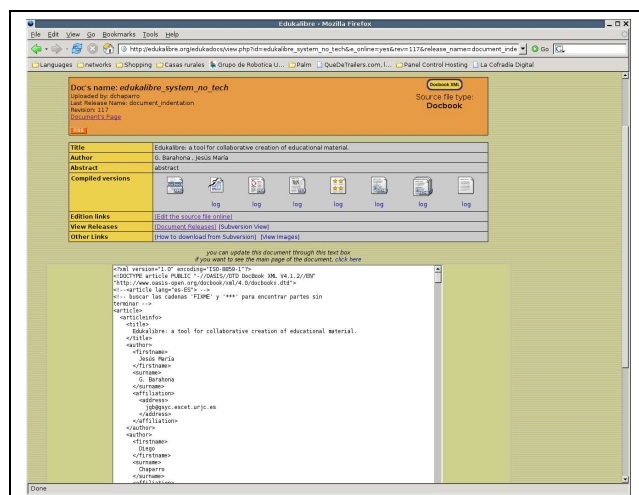 Edukalibre - Mozilla Firefox
File Edit View Go Bookmarks Tools Help
http://edukalibre.org/edukadocs/view.php?id=edukalibre_system_no_tech&e_online=yes&rev=117&release_name=document_inde
Go
Languages networks Shopping Casas rurales Grupo de Robotica U... Palm QueDeTrailers.com, l... Panel Control Hosting La Cofradia Digital
Doc's name: edukalibre_system_no_tech
Uploaded by: dchaparro
Last Release Name: document_indentation
Revision: 117
Document's Page
RSS
Docbook XML
Source file type:
Docbook
Title Edukalibre: a tool for collaborative creation of educational material.
Author G. Barahona , Jesús María
Abstract abstract
Compiled versions
log log log log log log log
Edition links [Edit the source file online]
View Releases [Document Releases] [Subversion View]
Other Links [How to download from Subversion] [View Images]
you can update this document through this text box
if you want to see the main page of the document. click here
<?xml version="1.0" encoding="ISO-8859-1"?>
<!DOCTYPE article PUBLIC "-//OASIS//DTD DocBook XML V4.1.2//EN"
"http://www.oasis-open.org/docbook/xml/4.0/docbookx.dtd">
<!--<article lang="es-ES"> -->
<!-- buscar las cadenas 'FIXME' y '***' para encontrar partes sin
terminar -->
<article>
<articleinfo>
<title>
Edukalibre: a tool for collaborative creation of educational material.
</title>
<author>
<firstname>
Jesús María
</firstname>
<surname>
G. Barahona
</surname>
<affiliation>
<address>
jgb@gsyc.escet.urjc.es
</address>
</affiliation>
</author>
<author>
<firstname>
Diego
</firstname>
<surname>
Chaparro
</surname>
<affiliation>
Done